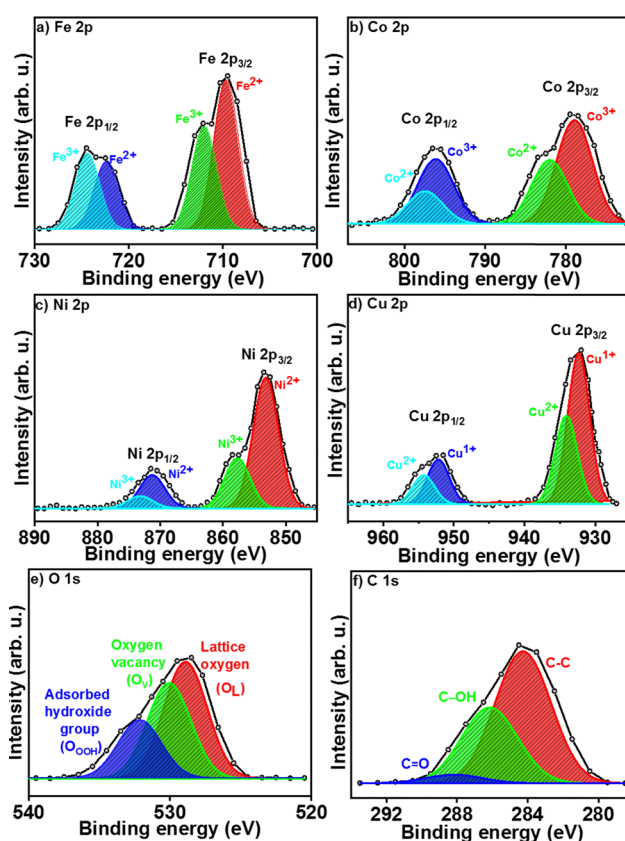 a) Fe 2p
Fe 2p3/2
Fe2+
Fe3+
Fe 2p1/2
Fe3+
Fe2+
Intensity (arb. u.)
730 720 710 700
Binding energy (eV)
b) Co 2p
Co 2p3/2
Co3+
Co 2p1/2
Co3+
Co2+
Co2+
Intensity (arb. u.)
800 790 780
Binding energy (eV)
c) Ni 2p
Ni 2p3/2
Ni2+
Ni3+
Ni 2p1/2
Ni2+
Ni3+
Intensity (arb. u.)
890 880 870 860 850
Binding energy (eV)
d) Cu 2p
Cu 2p3/2
Cu1+
Cu2+
Cu 2p1/2
Cu1+
Cu2+
Intensity (arb. u.)
960 950 940 930
Binding energy (eV)
e) O 1s
Oxygen
vacancy
(OV)
Lattice
oxygen
(OL)
Adsorbed
hydroxide
group
(OOOH)
Intensity (arb. u.)
540 530 520
Binding energy (eV)
f) C 1s
C-C
C–OH
C=O
Intensity (arb. u.)
292 288 284 280
Binding energy (eV)